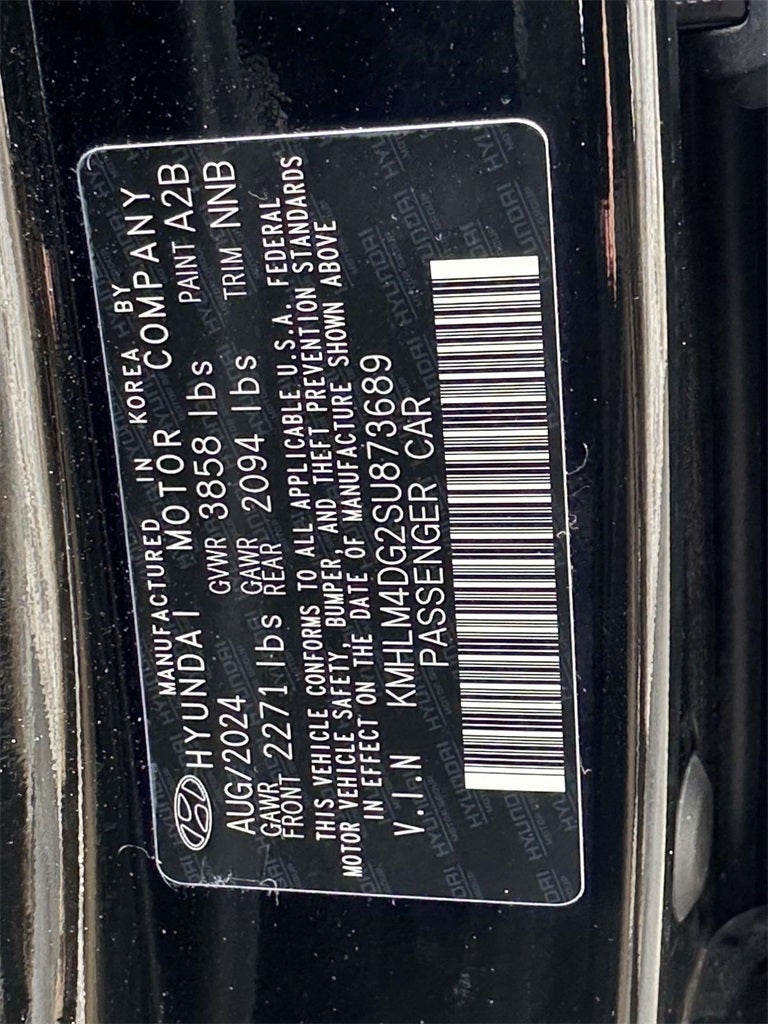 MANUFACTURED IN KOREA BY
HYUNDAI MOTOR COMPANY
AUG/2024 GVWR 3858 lbs PAINT A2B
GAWR FRONT 2271 lbs GAWR REAR 2094 lbs TRIM NNB
THIS VEHICLE CONFORMS TO ALL APPLICABLE U.S.A. FEDERAL
MOTOR VEHICLE SAFETY, BUMPER, AND THEFT PREVENTION STANDARDS
IN EFFECT ON THE DATE OF MANUFACTURE SHOWN ABOVE
V.I.N KMHLM4DG2SU873689
PASSENGER CAR